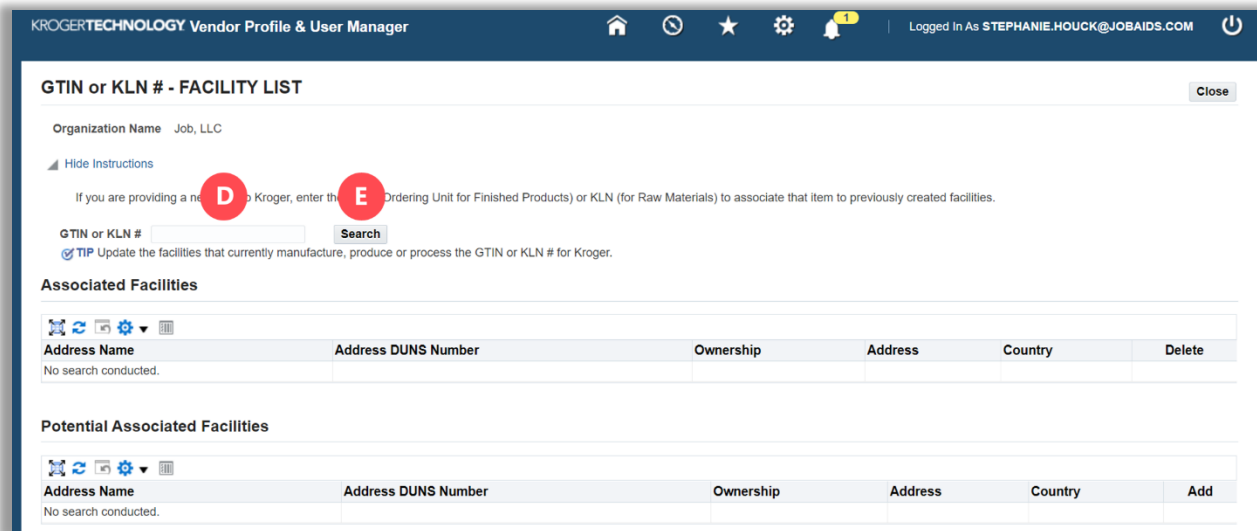 KROGERTECHNOLOGY. Vendor Profile & User Manager 1 Logged In As STEPHANIE.HOUCK@JOBAIDS.COM
GTIN or KLN # - FACILITY LIST Close
Organization Name Job, LLC
Hide Instructions
If you are providing a D Kroger, enter E Ordering Unit for Finished Products) or KLN (for Raw Materials) to associate that item to previously created facilities.
GTIN or KLN # Search
TIP Update the facilities that currently manufacture, produce or process the GTIN or KLN # for Kroger.
Associated Facilities
Address Name Address DUNS Number Ownership Address Country Delete
No search conducted.
Potential Associated Facilities
Address Name Address DUNS Number Ownership Address Country Add
No search conducted.